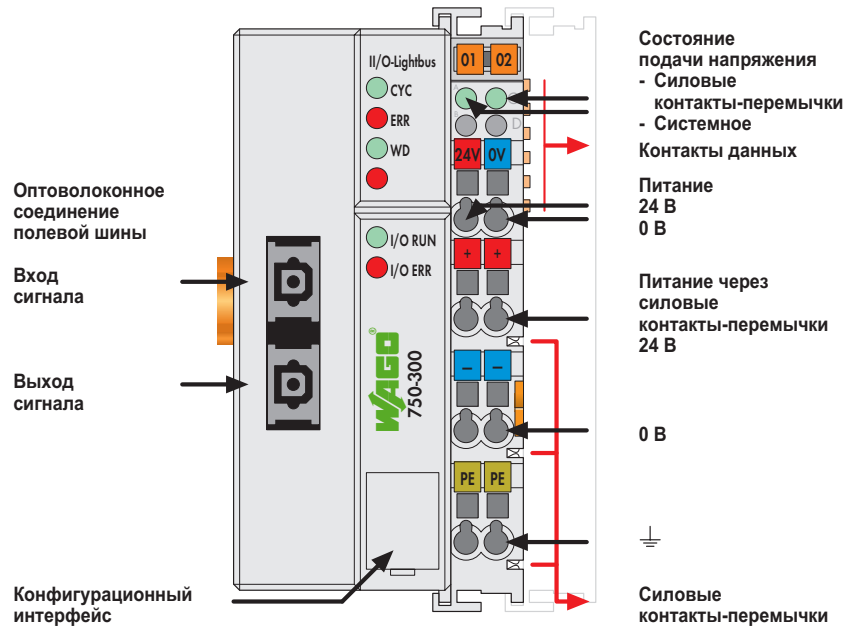 Оптоволоконное
соединение
полевой шины
Вход
сигнала
Выход
сигнала
Конфигурационный
интерфейс
II/O-Lightbus
CYC
ERR
WD
I/O RUN
I/O ERR
WAGO®
750-300
01 02
A C
B D
24V 0V
+ +
– –
PE PE
Состояние
подачи напряжения
- Силовые
контакты-перемычки
- Системное
Контакты данных
Питание
24 В
0 В
Питание через
силовые
контакты-перемычки
24 В
0 В
Силовые
контакты-перемычки